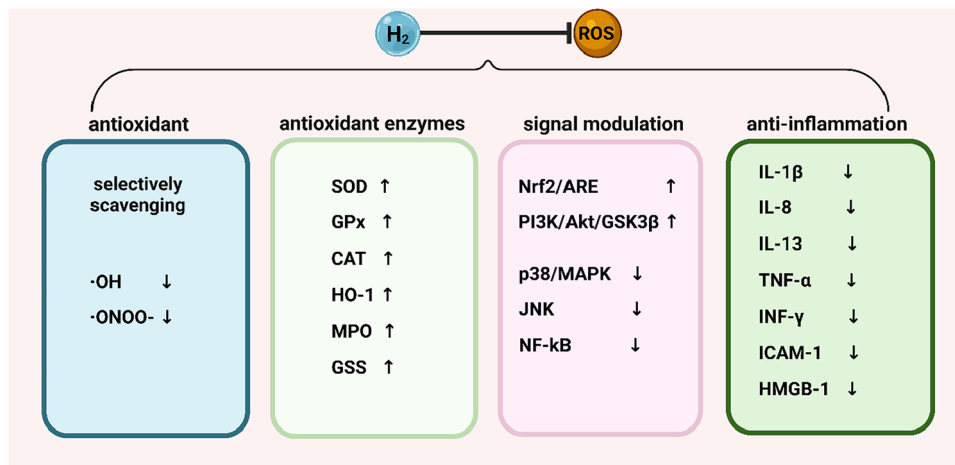 H₂ ROS
antioxidant
selectively
scavenging
·OH ↓
·ONOO- ↓
antioxidant enzymes
SOD ↑
GPx ↑
CAT ↑
HO-1 ↑
MPO ↑
GSS ↑
signal modulation
Nrf2/ARE ↑
PI3K/Akt/GSK3β ↑
p38/MAPK ↓
JNK ↓
NF-kB ↓
anti-inflammation
IL-1β ↓
IL-8 ↓
IL-13 ↓
TNF-α ↓
INF-γ ↓
ICAM-1 ↓
HMGB-1 ↓